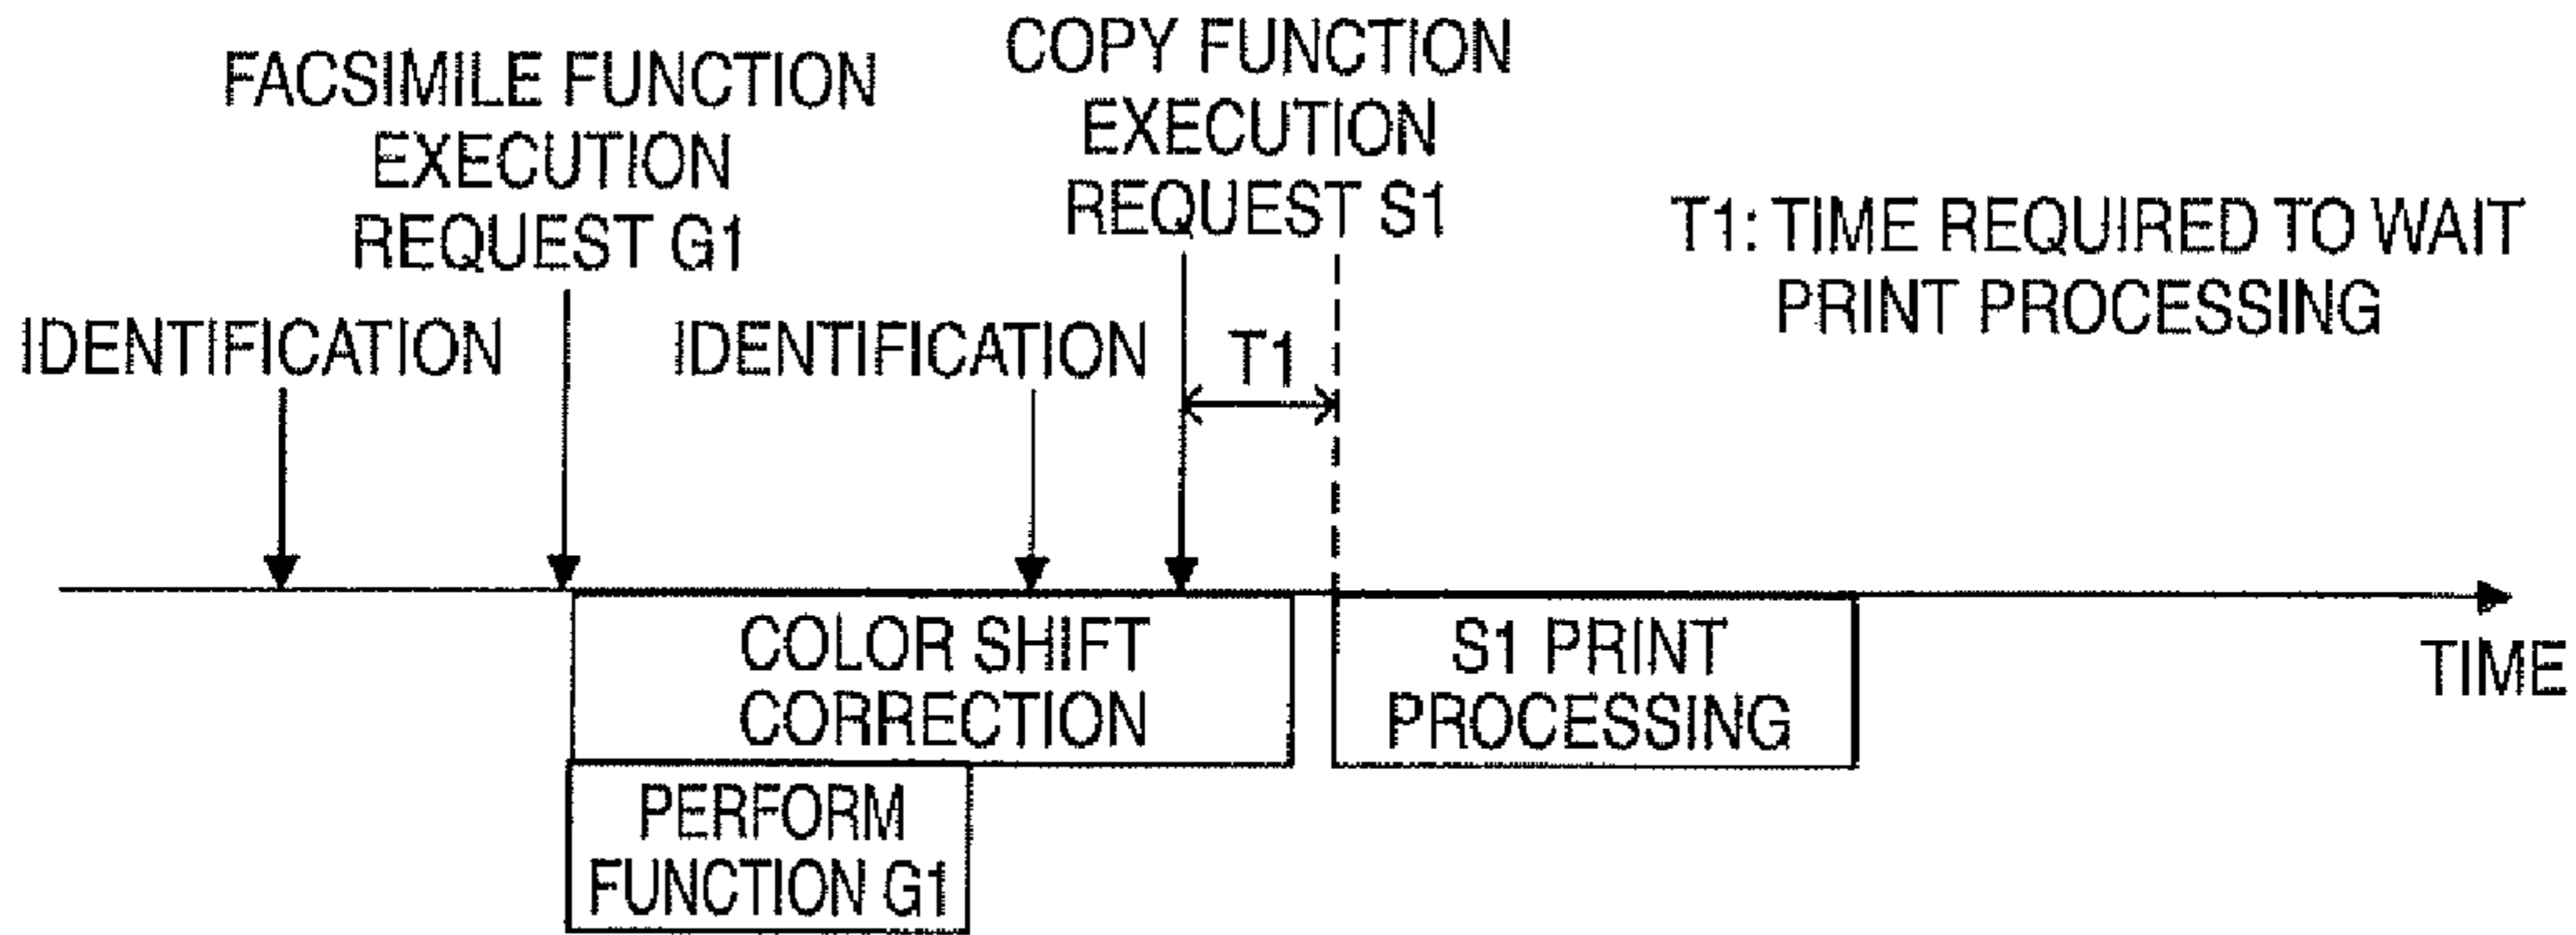 FACSIMILE FUNCTION
EXECUTION
REQUEST G1
COPY FUNCTION
EXECUTION
REQUEST S1
T1: TIME REQUIRED TO WAIT
PRINT PROCESSING
IDENTIFICATION
IDENTIFICATION
T1
COLOR SHIFT
CORRECTION
S1 PRINT
PROCESSING
TIME
PERFORM
FUNCTION G1